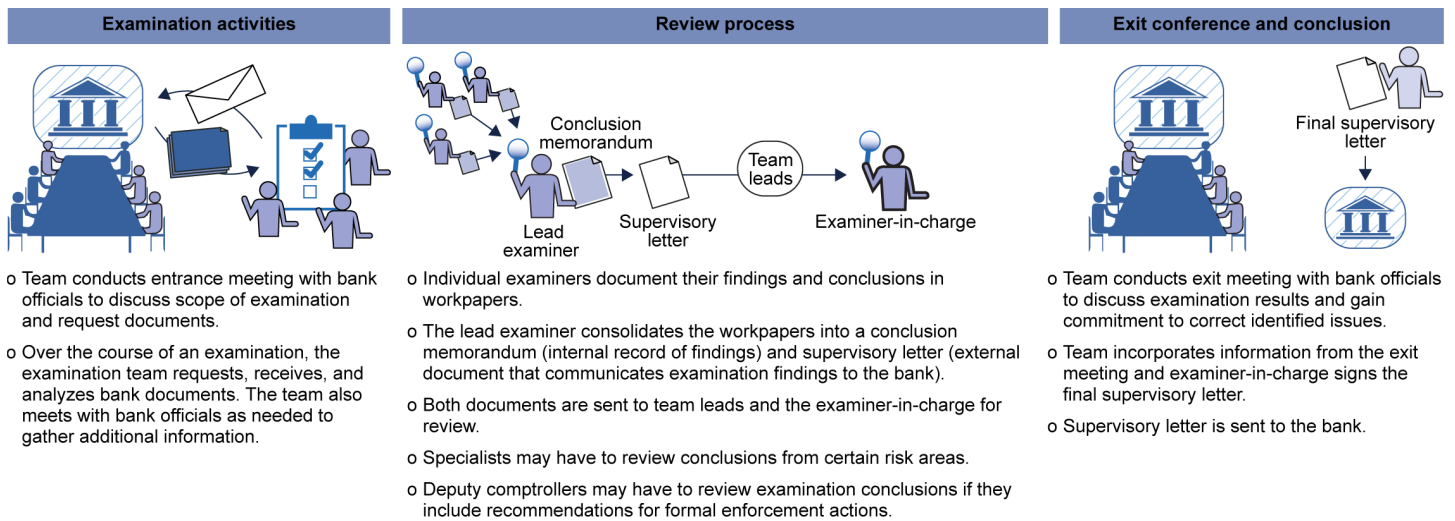 Examination activities
o Team conducts entrance meeting with bank
officials to discuss scope of examination
and request documents.
o Over the course of an examination, the
examination team requests, receives, and
analyzes bank documents. The team also
meets with bank officials as needed to
gather additional information.
Review process
Conclusion
memorandum
Team
leads
Lead
examiner
Supervisory
letter
Examiner-in-charge
o Individual examiners document their findings and conclusions in
workpapers.
o The lead examiner consolidates the workpapers into a conclusion
memorandum (internal record of findings) and supervisory letter (external
document that communicates examination findings to the bank).
o Both documents are sent to team leads and the examiner-in-charge for
review.
o Specialists may have to review conclusions from certain risk areas.
o Deputy comptrollers may have to review examination conclusions if they
include recommendations for formal enforcement actions.
Exit conference and conclusion
Final supervisory
letter
o Team conducts exit meeting with bank officials
to discuss examination results and gain
commitment to correct identified issues.
o Team incorporates information from the exit
meeting and examiner-in-charge signs the
final supervisory letter.
o Supervisory letter is sent to the bank.